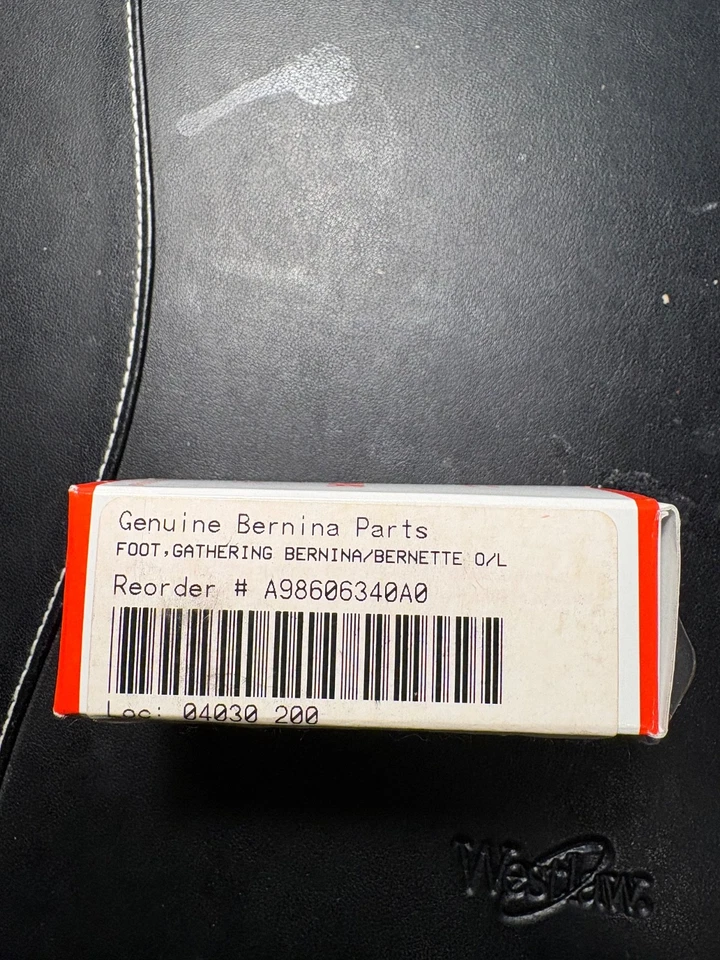 Genuine Bernina Parts
FOOT,GATHERING BERNINA/BERNETTE O/L
Reorder # A98606340A0
Loc: 04030 200
Westlaw.